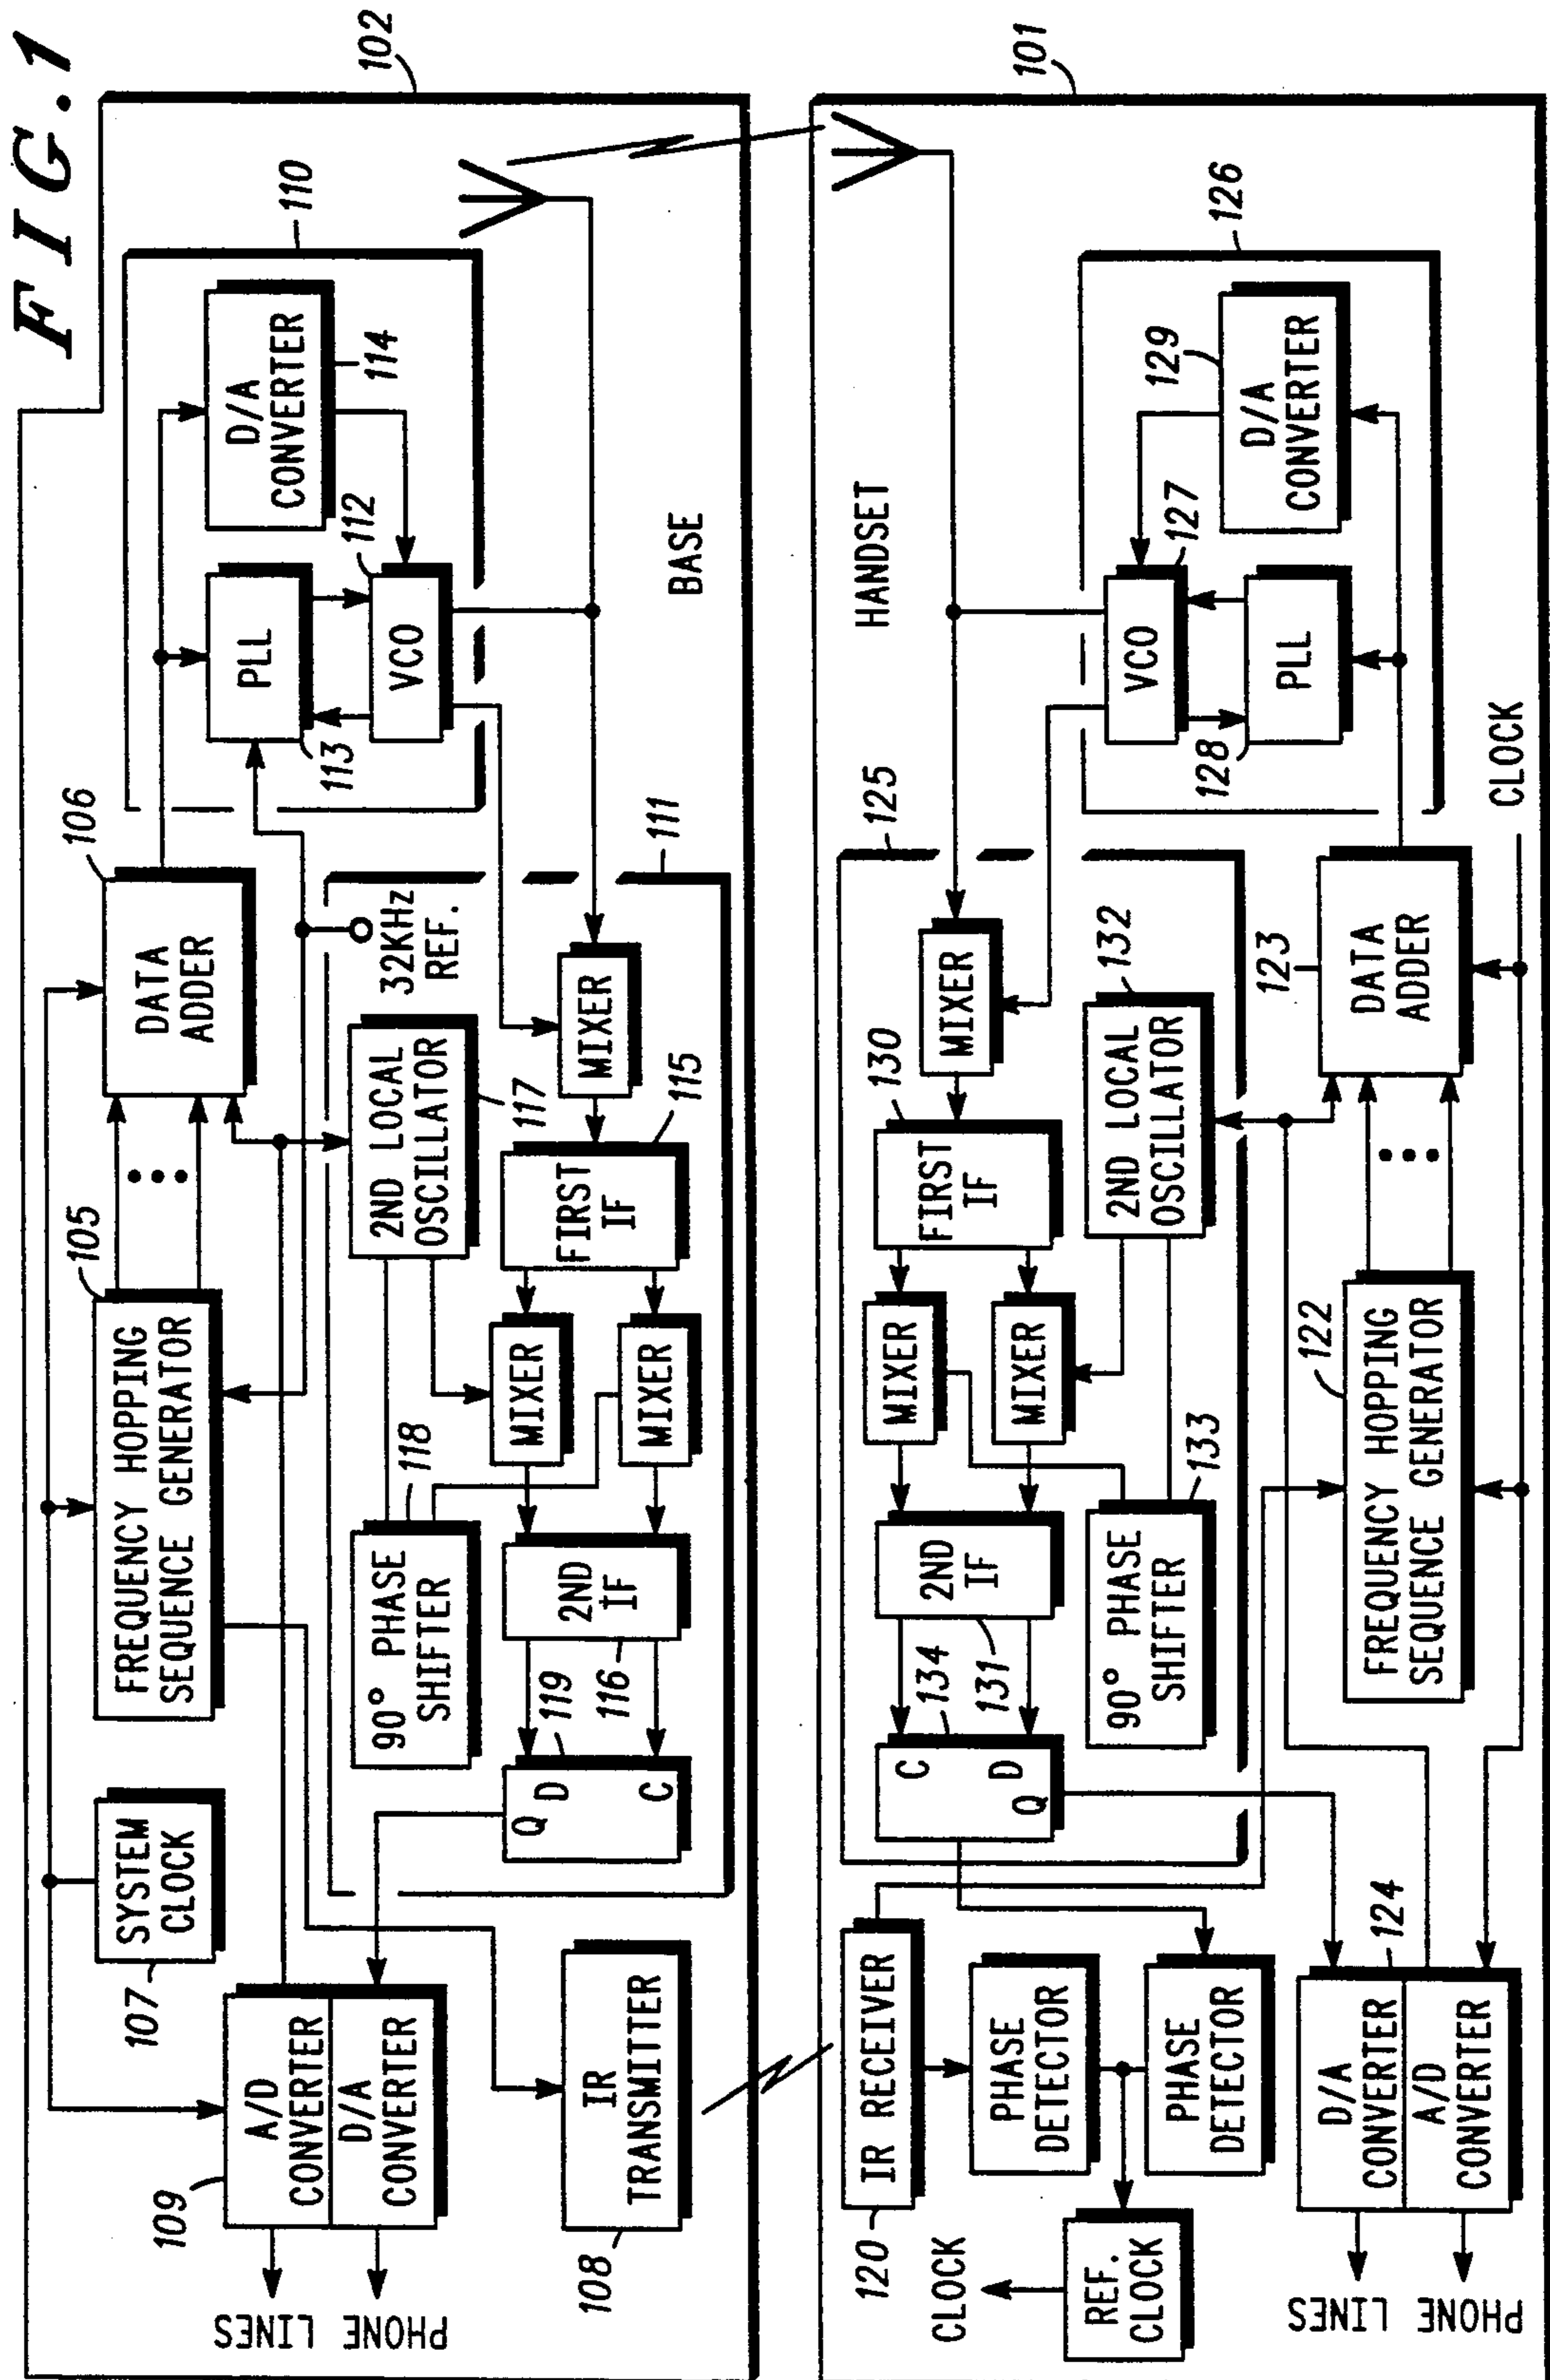 FIG.1
102
110
D/A
CONVERTER
114
112
PLL
VCO
113
BASE
106
DATA
ADDER
111
32KHz
REF.
105
FREQUENCY HOPPING
SEQUENCE GENERATOR
2ND LOCAL
OSCILLATOR
117
MIXER
115
FIRST
IF
MIXER
MIXER
118
90° PHASE
SHIFTER
2ND
IF
116
119
Q
D
C
SYSTEM
CLOCK
107
A/D
CONVERTER
D/A
CONVERTER
109
PHONE LINES
IR
TRANSMITTER
108
101
126
129
D/A
CONVERTER
HANDSET
127
VCO
PLL
128
CLOCK
125
MIXER
132
123
DATA
ADDER
130
FIRST
IF
2ND LOCAL
OSCILLATOR
MIXER
MIXER
122
FREQUENCY HOPPING
SEQUENCE GENERATOR
133
90° PHASE
SHIFTER
2ND
IF
131
134
C
D
Q
IR RECEIVER
120
PHASE
DETECTOR
PHASE
DETECTOR
124
D/A
CONVERTER
A/D
CONVERTER
CLOCK
REF.
CLOCK
PHONE LINES